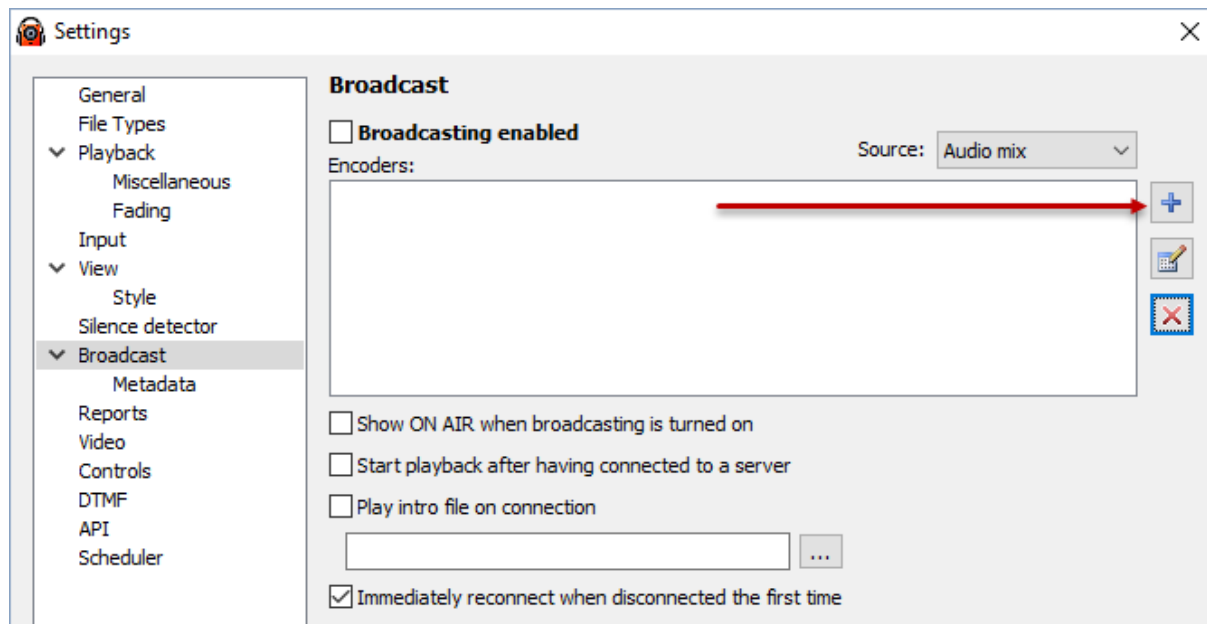 Settings
General
File Types
Playback
Miscellaneous
Fading
Input
View
Style
Silence detector
Broadcast
Metadata
Reports
Video
Controls
DTMF
API
Scheduler
Broadcast
Broadcasting enabled
Source: Audio mix
Encoders:
Show ON AIR when broadcasting is turned on
Start playback after having connected to a server
Play intro file on connection
...
Immediately reconnect when disconnected the first time